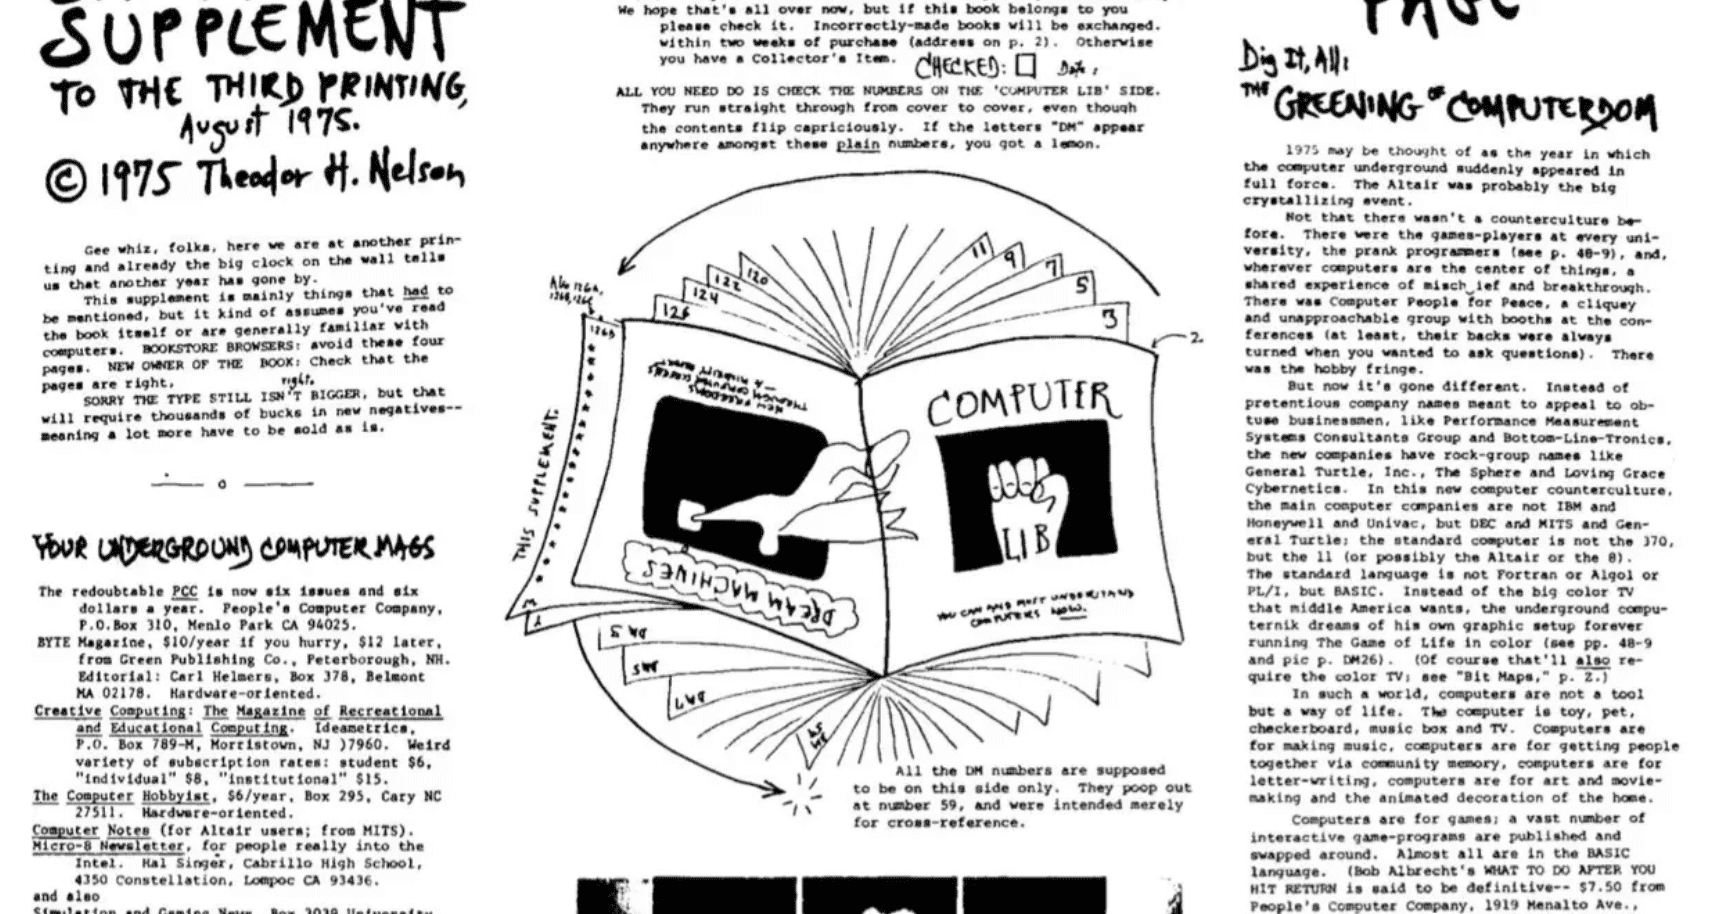 SUPPLEMENT
TO THE THIRD PRINTING,
August 1975.
© 1975 Theodor H. Nelson
Gee whiz, folks, here we are at another prin-
ting and already the big clock on the wall tells
us that another year has gone by.
This supplement is mainly things that had to
be mentioned, but it kind of assumes you've read
the book itself or are generally familiar with
computers. BOOKSTORE BROWSERS: avoid these four
pages. NEW OWNER OF THE BOOK: Check that the
pages are right.
right.
SORRY THE TYPE STILL ISN'T BIGGER, but that
will require thousands of bucks in new negatives--
meaning a lot more have to be sold as is.
YOUR UNDERGROUND COMPUTER MAGS
The redoubtable PCC is now six issues and six
dollars a year. People's Computer Company,
P.O.Box 310, Menlo Park CA 94025.
BYTE Magazine, $10/year if you hurry, $12 later,
from Green Publishing Co., Peterborough, NH.
Editorial: Carl Helmers, Box 378, Belmont
MA 02178. Hardware-oriented.
Creative Computing: The Magazine of Recreational
and Educational Computing. Ideametrics,
P.O. Box 789-M, Morristown, NJ )7960. Weird
variety of subscription rates: student $6,
"individual" $8, "institutional" $15.
The Computer Hobbyist, $6/year, Box 295, Cary NC
27511. Hardware-oriented.
Computer Notes (for Altair users; from MITS).
Micro-8 Newsletter, for people really into the
Intel. Hal Singer, Cabrillo High School,
4350 Constellation, Lompoc CA 93436.
and also
Simulation and Gaming News, Box 3039 University
We hope that's all over now, but if this book belongs to you
please check it. Incorrectly-made books will be exchanged.
within two weeks of purchase (address on p. 2). Otherwise
you have a Collector's Item. CHECKED: Date:
ALL YOU NEED DO IS CHECK THE NUMBERS ON THE 'COMPUTER LIB' SIDE.
They run straight through from cover to cover, even though
the contents flip capriciously. If the letters "DM" appear
anywhere amongst these plain numbers, you got a lemon.
11
9
7
5
3
2
120
122
124
126
Also 126a,
126b
THIS SUPPLEMENT.
NEW FREEDOMS
THROUGH COMPUTER SCREENS
—A MINORITY REPORT
DREAM MACHINES
COMPUTER
LIB
YOU CAN AND MUST UNDERSTAND
COMPUTERS NOW.
DM 3
DM 5
DM 7
All the DM numbers are supposed
to be on this side only. They poop out
at number 59, and were intended merely
for cross-reference.
PAGE
Dig It, All:
THE GREENING OF COMPUTERDOM
1975 may be thought of as the year in which
the computer underground suddenly appeared in
full force. The Altair was probably the big
crystallizing event.
Not that there wasn't a counterculture be-
fore. There were the games-players at every uni-
versity, the prank programmers (see p. 48-9), and,
wherever computers are the center of things, a
shared experience of misch ief and breakthrough.
There was Computer People for Peace, a cliquey
and unapproachable group with booths at the con-
ferences (at least, their backs were always
turned when you wanted to ask questions). There
was the hobby fringe.
But now it's gone different. Instead of
pretentious company names meant to appeal to ob-
tuse businessmen, like Performance Measurement
Systems Consultants Group and Bottom-Line-Tronics,
the new companies have rock-group names like
General Turtle, Inc., The Sphere and Loving Grace
Cybernetics. In this new computer counterculture,
the main computer companies are not IBM and
Honeywell and Univac, but DEC and MITS and Gen-
eral Turtle; the standard computer is not the 370,
but the 11 (or possibly the Altair or the 8).
The standard language is not Fortran or Algol or
PL/I, but BASIC. Instead of the big color TV
that middle America wants, the underground compu-
ternik dreams of his own graphic setup forever
running The Game of Life in color (see pp. 48-9
and pic p. DM26). (Of course that'll also re-
quire the color TV; see "Bit Maps," p. Z.)
In such a world, computers are not a tool
but a way of life. The computer is toy, pet,
checkerboard, music box and TV. Computers are
for making music, computers are for getting people
together via community memory, computers are for
letter-writing, computers are for art and movie-
making and the animated decoration of the home.
Computers are for games; a vast number of
interactive game-programs are published and
swapped around. Almost all are in the BASIC
language. (Bob Albrecht's WHAT TO DO AFTER YOU
HIT RETURN is said to be definitive-- $7.50 from
People's Computer Company, 1919 Menalto Ave.,